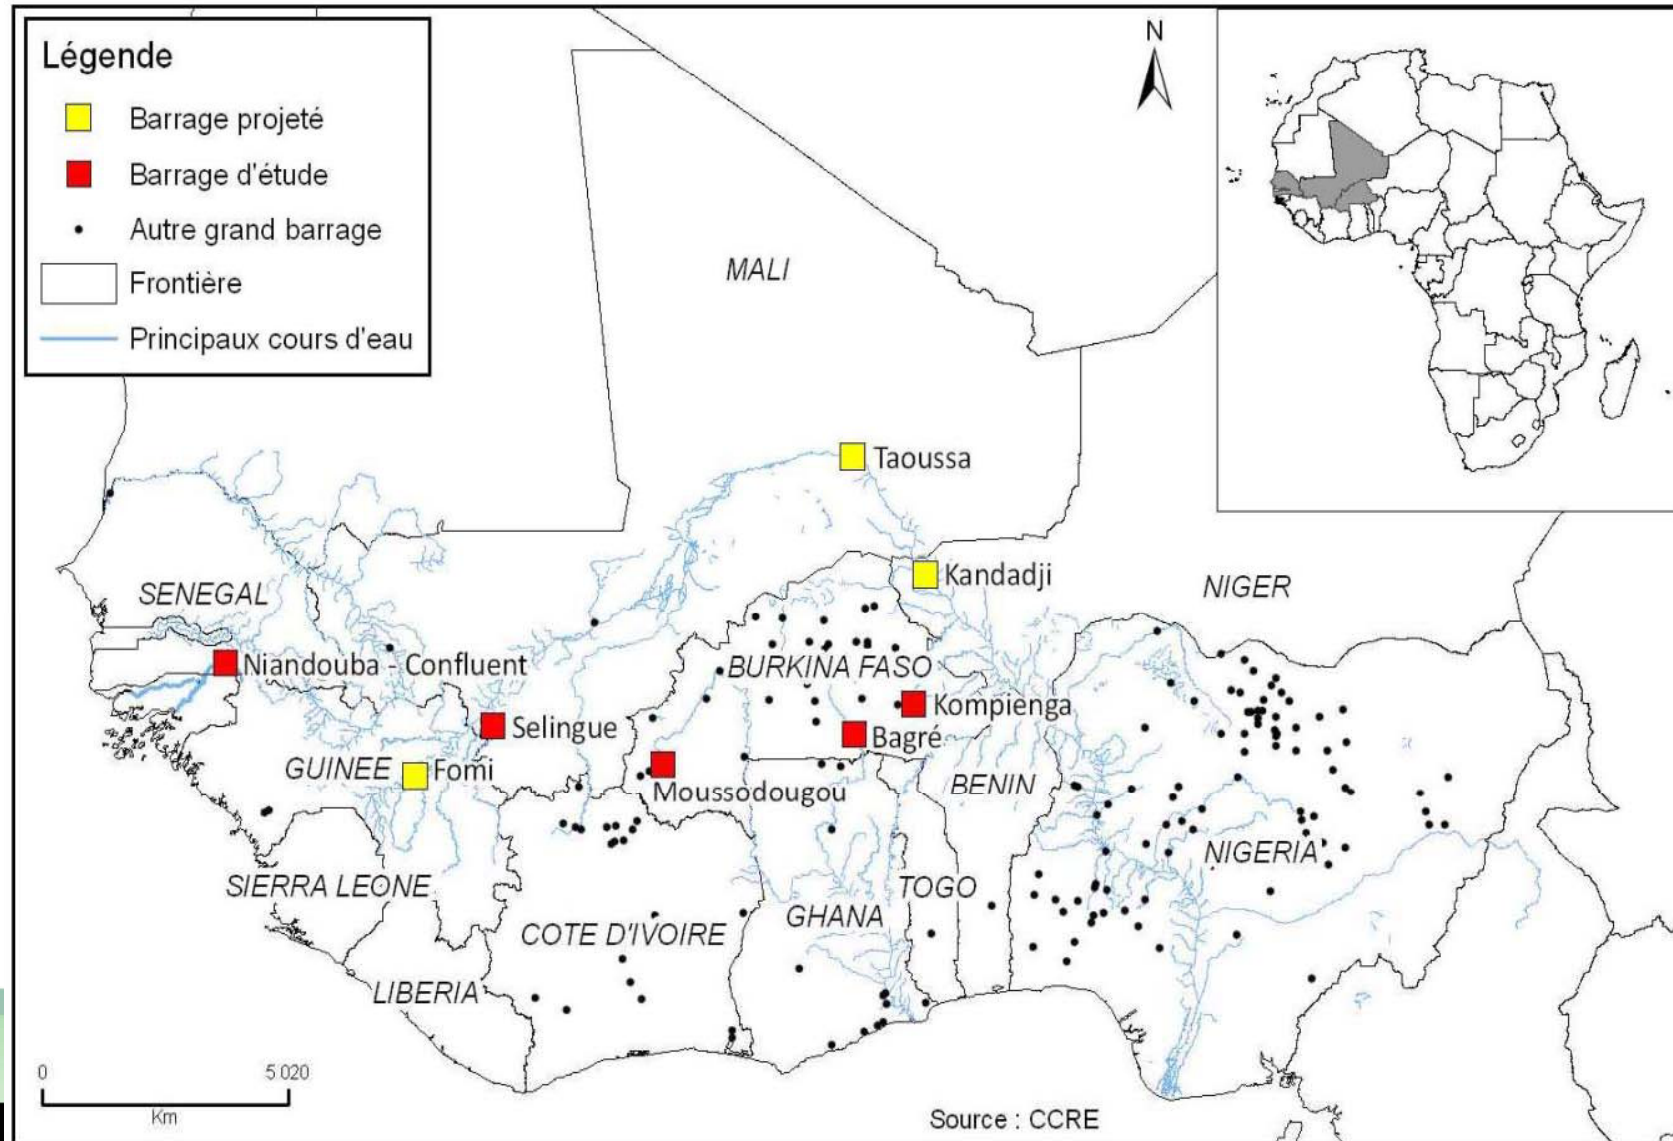 Légende
Barrage projeté
Barrage d'étude
Autre grand barrage
Frontière
Principaux cours d'eau
N
MALI
Taoussa
Kandadji
NIGER
SENEGAL
Niandouba - Confluent
BURKINA FASO
Kompienga
Selingue
Bagré
GUINEE
Fomi
Moussodougou
BENIN
NIGERIA
SIERRA LEONE
TOGO
GHANA
COTE D'IVOIRE
LIBERIA
0 5 020
Km
Source : CCRE